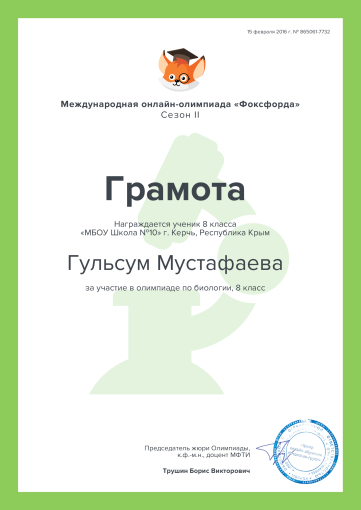 15 февраля 2016 г. № 865061-7732
Международная онлайн-олимпиада «Фоксфорда»
Сезон II
Грамота
Награждается ученик 8 класса
«МБОУ Школа №10» г. Керчь, Республика Крым
Гульсум Мустафаева
за участие в олимпиаде по биологии, 8 класс
Председатель жюри Олимпиады,
к.ф.-м.н., доцент МФТИ
Трушин Борис Викторович